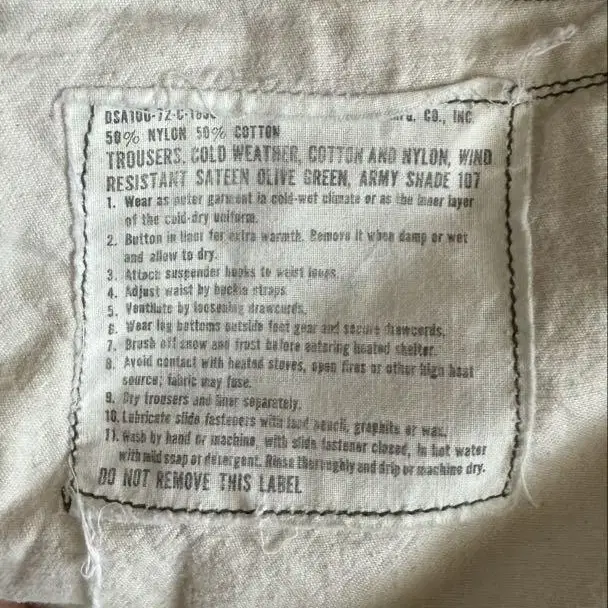 DSA100-72-C- CO., INC
50% NYLON 50% COTTON
TROUSERS, COLD WEATHER, COTTON AND NYLON, WIND
RESISTANT SATEEN OLIVE GREEN, ARMY SHADE 107
1. Wear as outer garment in cold-wet climate or as the inner layer
of the cold-dry uniform.
2. Button in liner for extra warmth. Remove it when damp or wet
and allow to dry.
3. Attach suspender hooks to waist loops.
4. Adjust waist by buckle straps.
5. Ventilate by loosening drawcords.
6. Wear leg bottoms outside foot gear and secure drawcords.
7. Brush off snow and frost before entering heated shelter.
8. Avoid contact with heated stoves, open fires or other high heat
source; fabric may fuse.
9. Dry trousers and liner separately.
10. Lubricate slide fasteners with lead pencil, graphite or wax.
11. Wash by hand or machine, with slide fastener closed, in hot water
with mild soap or detergent. Rinse thoroughly and drip or machine dry.
DO NOT REMOVE THIS LABEL